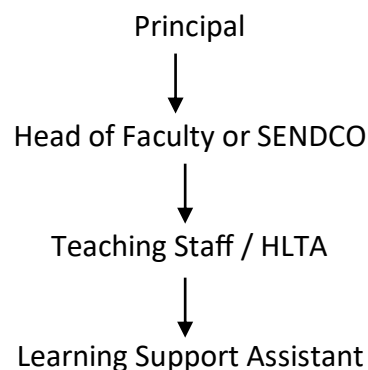 Principal
Head of Faculty or SENDCO
Teaching Staff / HLTA
Learning Support Assistant